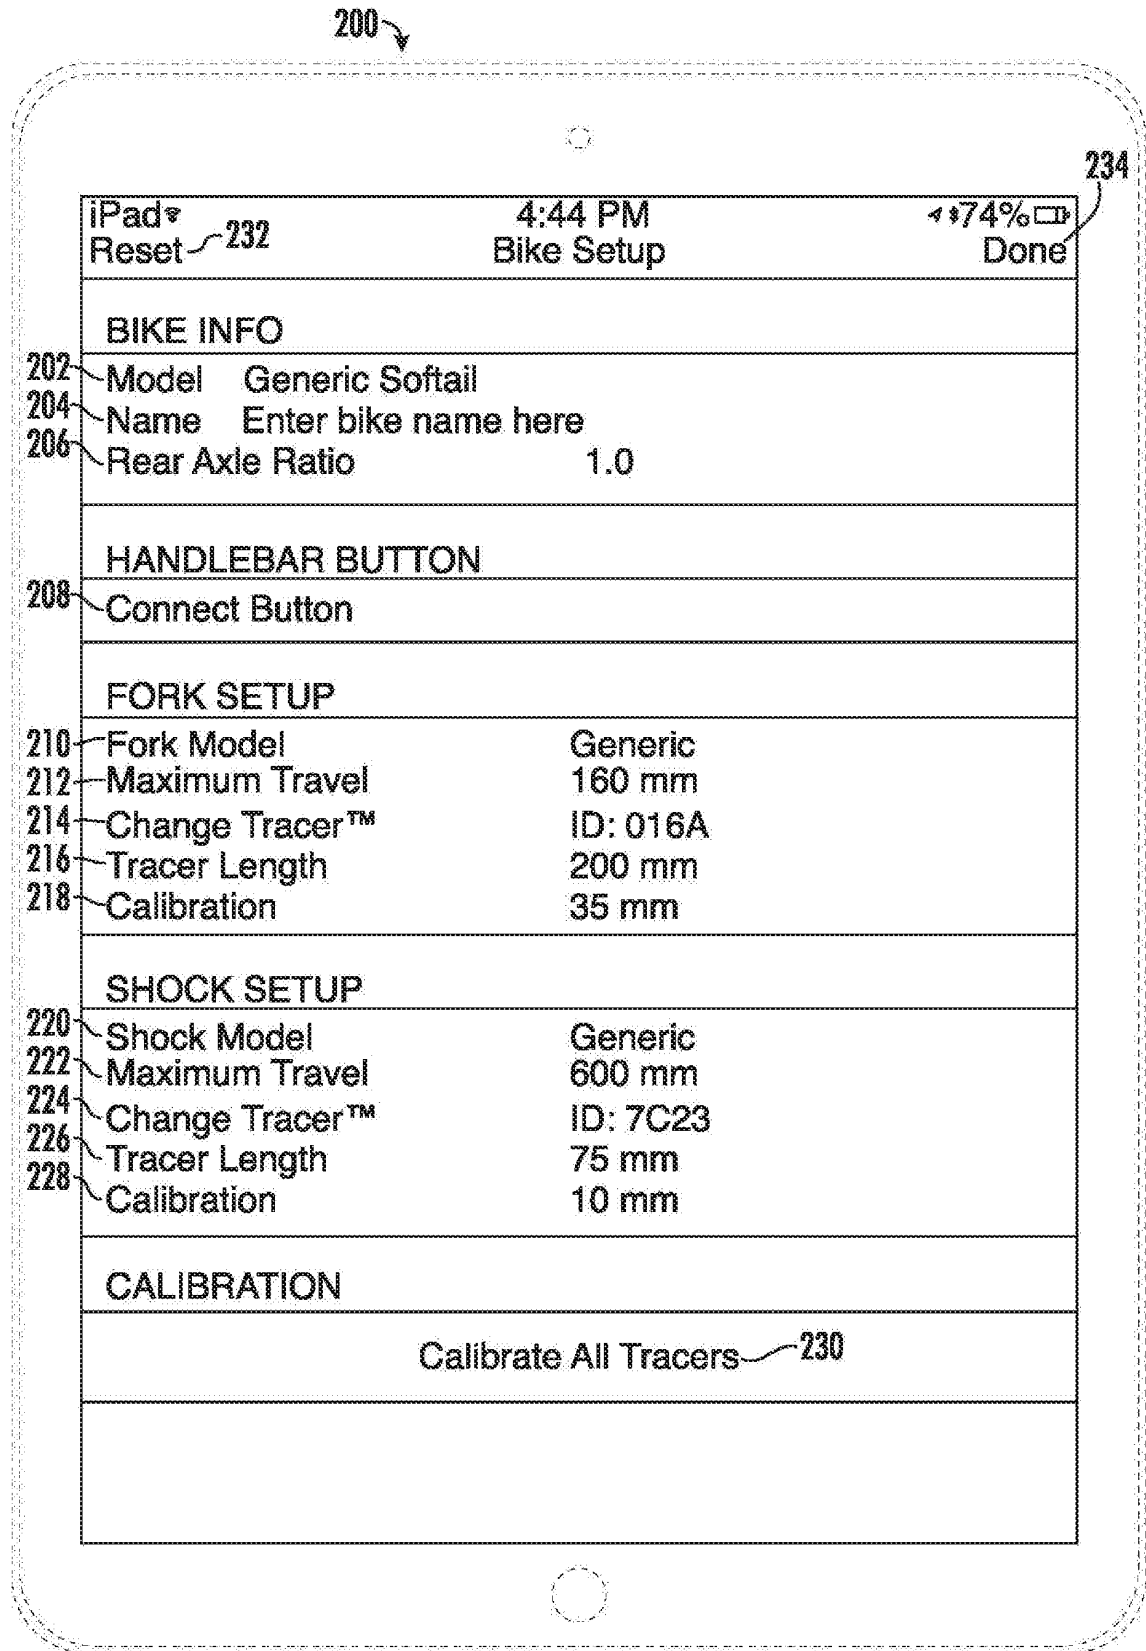 200
234
iPad 4:44 PM 74%
Reset 232 Bike Setup Done
BIKE INFO
202 Model Generic Softail
204 Name Enter bike name here
206 Rear Axle Ratio 1.0
HANDLEBAR BUTTON
208 Connect Button
FORK SETUP
210 Fork Model Generic
212 Maximum Travel 160 mm
214 Change Tracer™ ID: 016A
216 Tracer Length 200 mm
218 Calibration 35 mm
SHOCK SETUP
220 Shock Model Generic
222 Maximum Travel 600 mm
224 Change Tracer™ ID: 7C23
226 Tracer Length 75 mm
228 Calibration 10 mm
CALIBRATION
Calibrate All Tracers 230